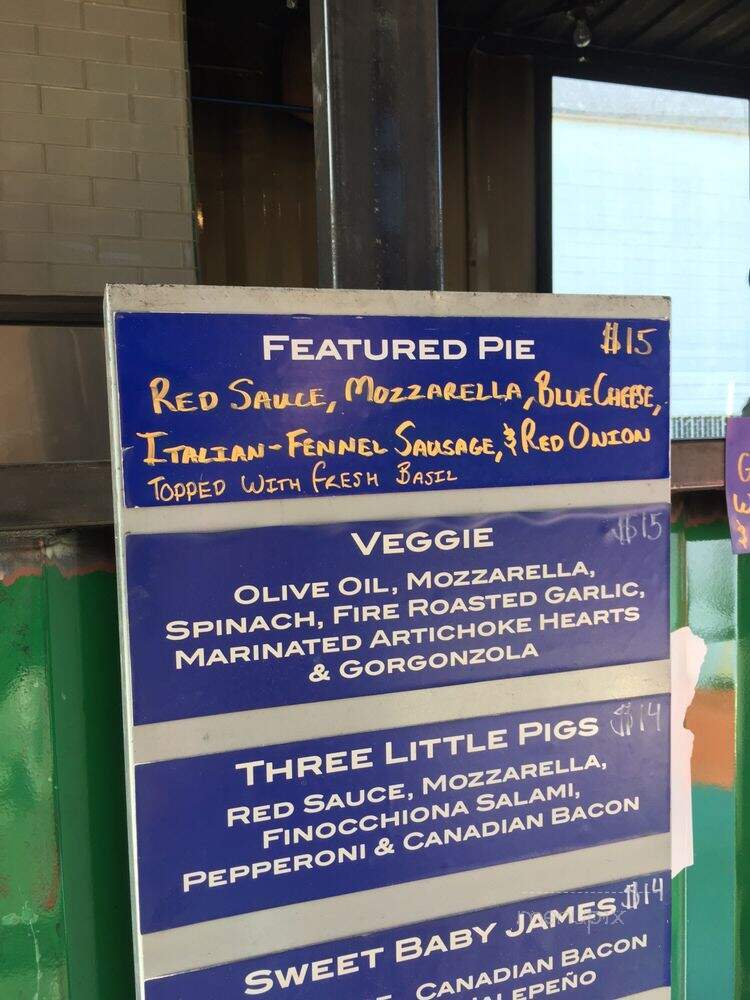 FEATURED PIE $15
RED SAUCE, MOZZARELLA, BLUE CHEESE,
ITALIAN-FENNEL SAUSAGE, & RED ONION
TOPPED WITH FRESH BASIL
VEGGIE $15
OLIVE OIL, MOZZARELLA,
SPINACH, FIRE ROASTED GARLIC,
MARINATED ARTICHOKE HEARTS
& GORGONZOLA
THREE LITTLE PIGS $14
RED SAUCE, MOZZARELLA,
FINOCCHIONA SALAMI,
PEPPERONI & CANADIAN BACON
SWEET BABY JAMES $14
CANADIAN BACON